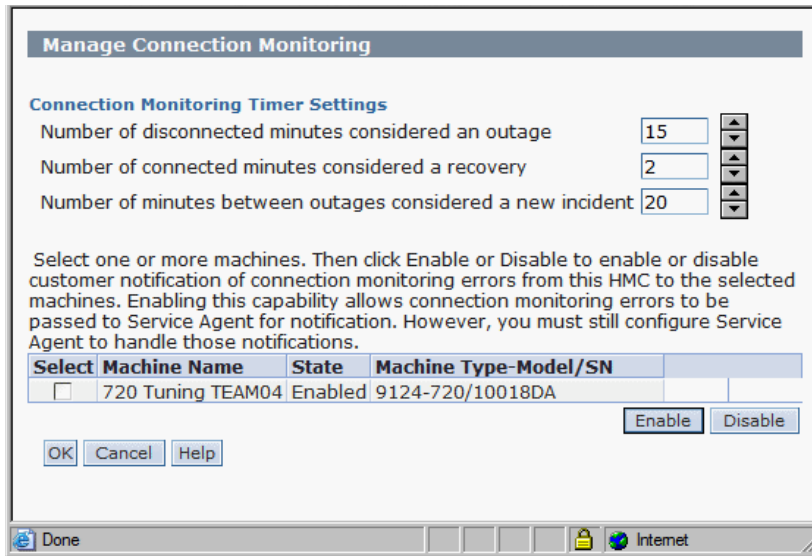 Manage Connection Monitoring
Connection Monitoring Timer Settings
Number of disconnected minutes considered an outage 15
Number of connected minutes considered a recovery 2
Number of minutes between outages considered a new incident 20
Select one or more machines. Then click Enable or Disable to enable or disable
customer notification of connection monitoring errors from this HMC to the selected
machines. Enabling this capability allows connection monitoring errors to be
passed to Service Agent for notification. However, you must still configure Service
Agent to handle those notifications.
Select Machine Name State Machine Type-Model/SN
720 Tuning TEAM04 Enabled 9124-720/10018DA
Enable Disable
OK Cancel Help
Done Internet